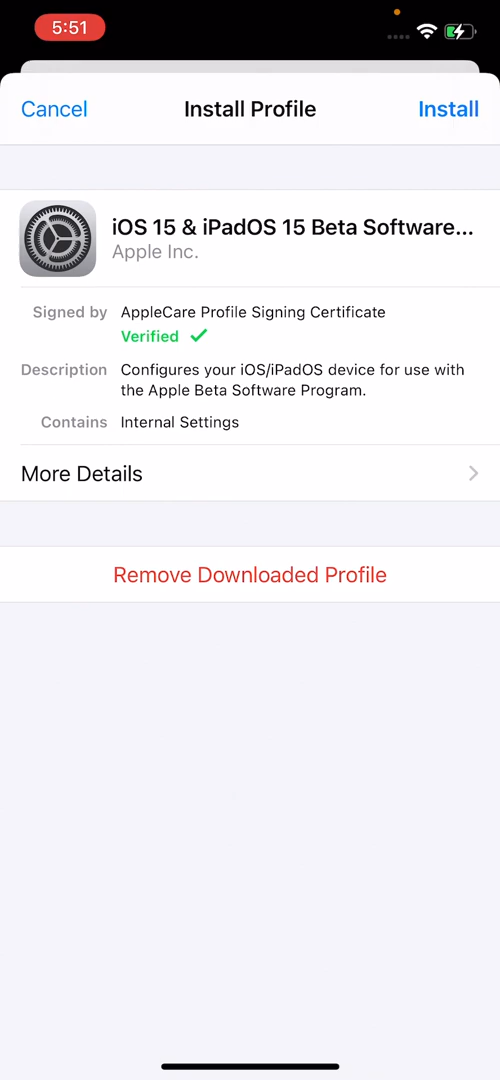 5:51
Cancel
Install Profile
Install
iOS 15 & iPadOS 15 Beta Software...
Apple Inc.
Signed by AppleCare Profile Signing Certificate
Verified
Description Configures your iOS/iPadOS device for use with
the Apple Beta Software Program.
Contains Internal Settings
More Details
Remove Downloaded Profile